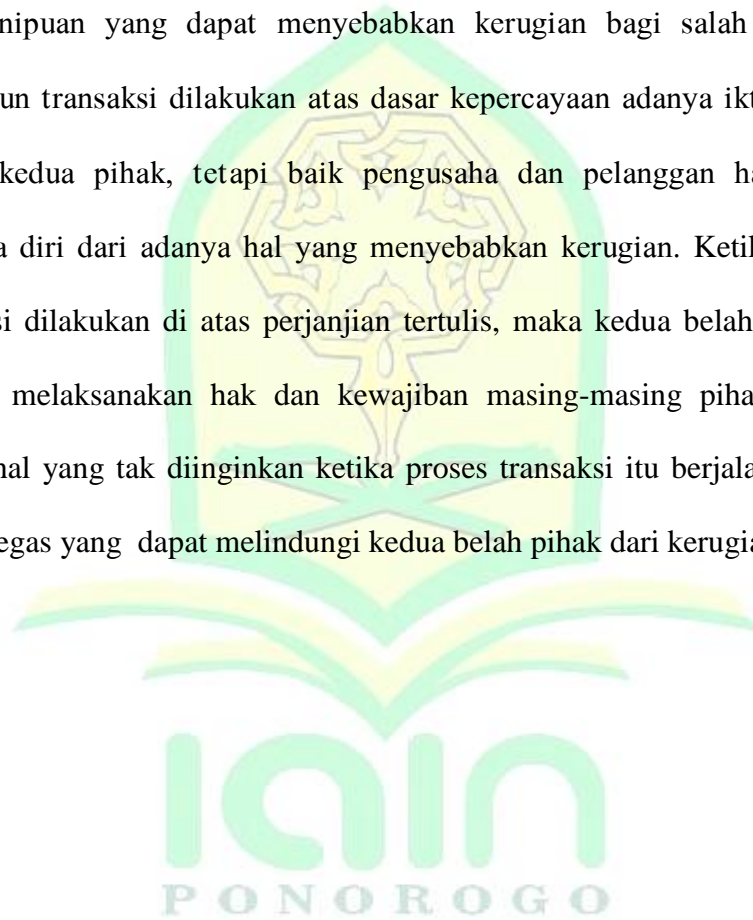 nipuan yang dapat menyebabkan kerugian bagi salah
un transaksi dilakukan atas dasar kepercayaan adanya ikt
kedua pihak, tetapi baik pengusaha dan pelanggan ha
a diri dari adanya hal yang menyebabkan kerugian. Ketil
si dilakukan di atas perjanjian tertulis, maka kedua belah
melaksanakan hak dan kewajiban masing-masing piha
nal yang tak diinginkan ketika proses transaksi itu berjala
egas yang dapat melindungi kedua belah pihak dari kerugia
iain
PONOROGO